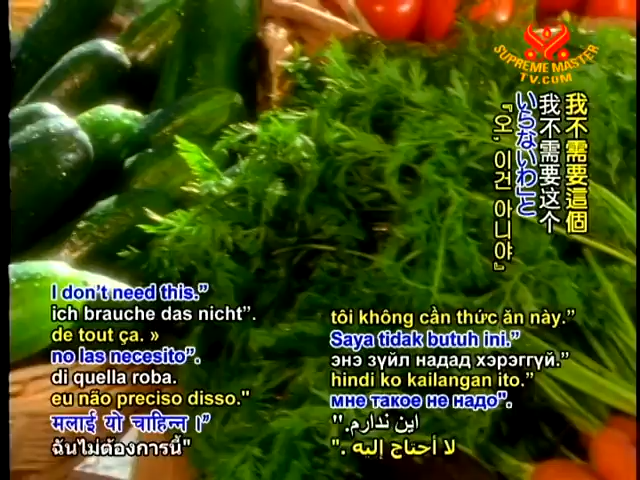 SUPREME MASTER
TV.COM
我不需要這個
我不需要这个
いらないわ」と
『오, 이건 아니야』
I don't need this."
ich brauche das nicht".
de tout ça. »
no las necesito".
di quella roba.
eu não preciso disso."
मलाई यो चाहिन्न ।"
ฉันไม่ต้องการนี้"
tôi không cần thức ăn này."
Saya tidak butuh ini."
энэ зүйл надад хэрэггүй."
hindi ko kailangan ito."
мне такое не надо".
این ندارم."
لا أحتاج إليه ."